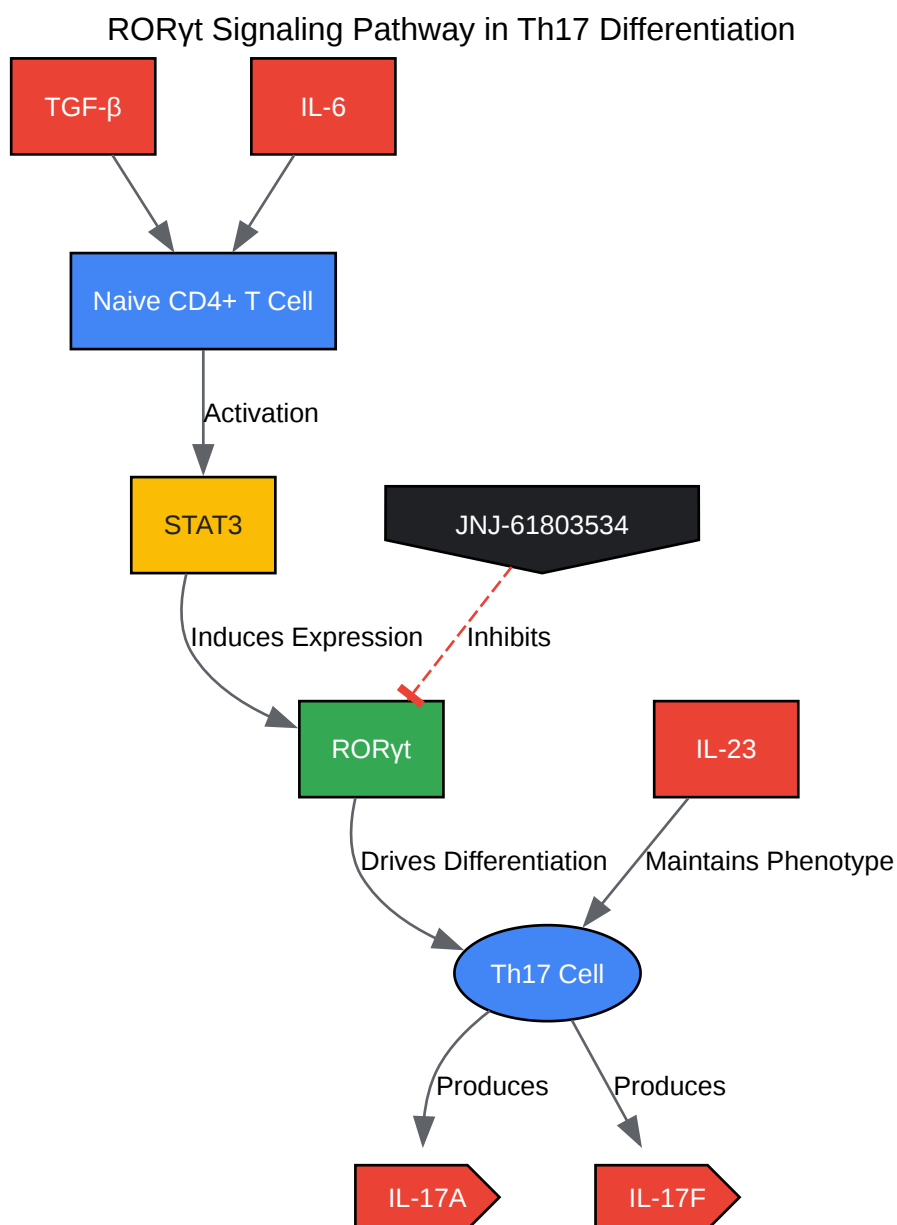 RORγt Signaling Pathway in Th17 Differentiation
TGF-β
IL-6
Naive CD4+ T Cell
Activation
STAT3
JNJ-61803534
Induces Expression
Inhibits
RORγt
IL-23
Drives Differentiation
Maintains Phenotype
Th17 Cell
Produces
Produces
IL-17A
IL-17F